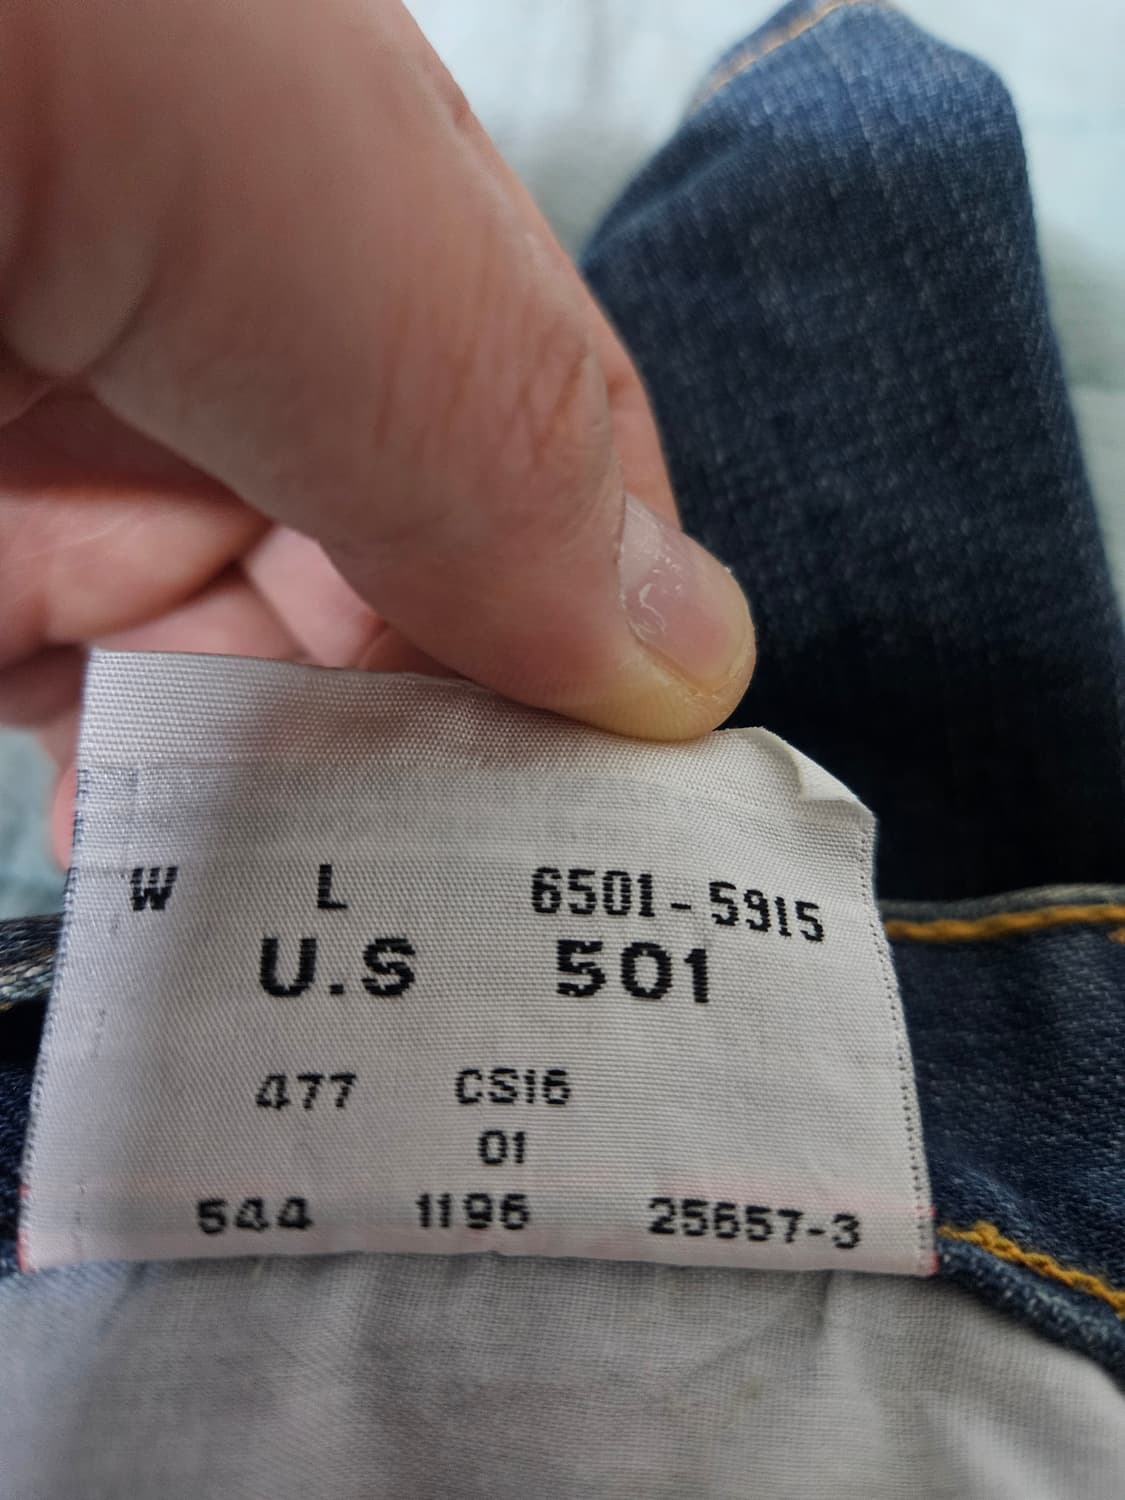 W L 6501-5915
U.S 501
477 CS16
01
544 1196 25657-3